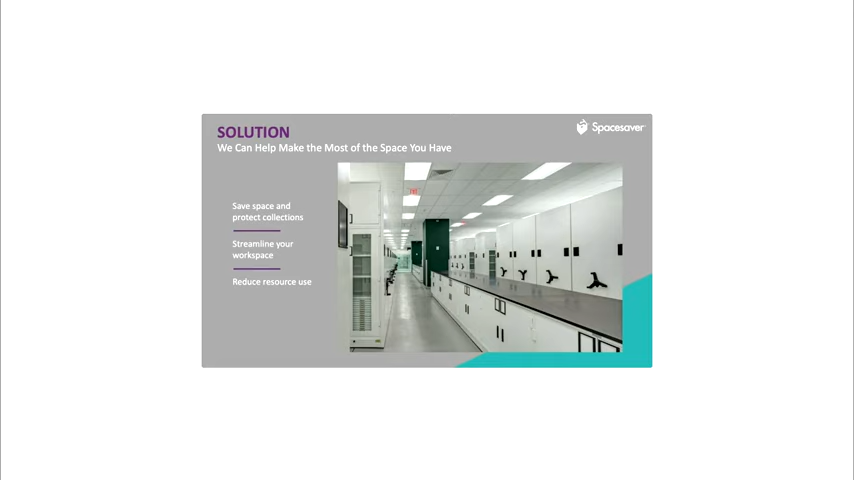 SOLUTION
We Can Help Make the Most of the Space You Have
Spacesaver
Save space and
protect collections
Streamline your
workspace
Reduce resource use